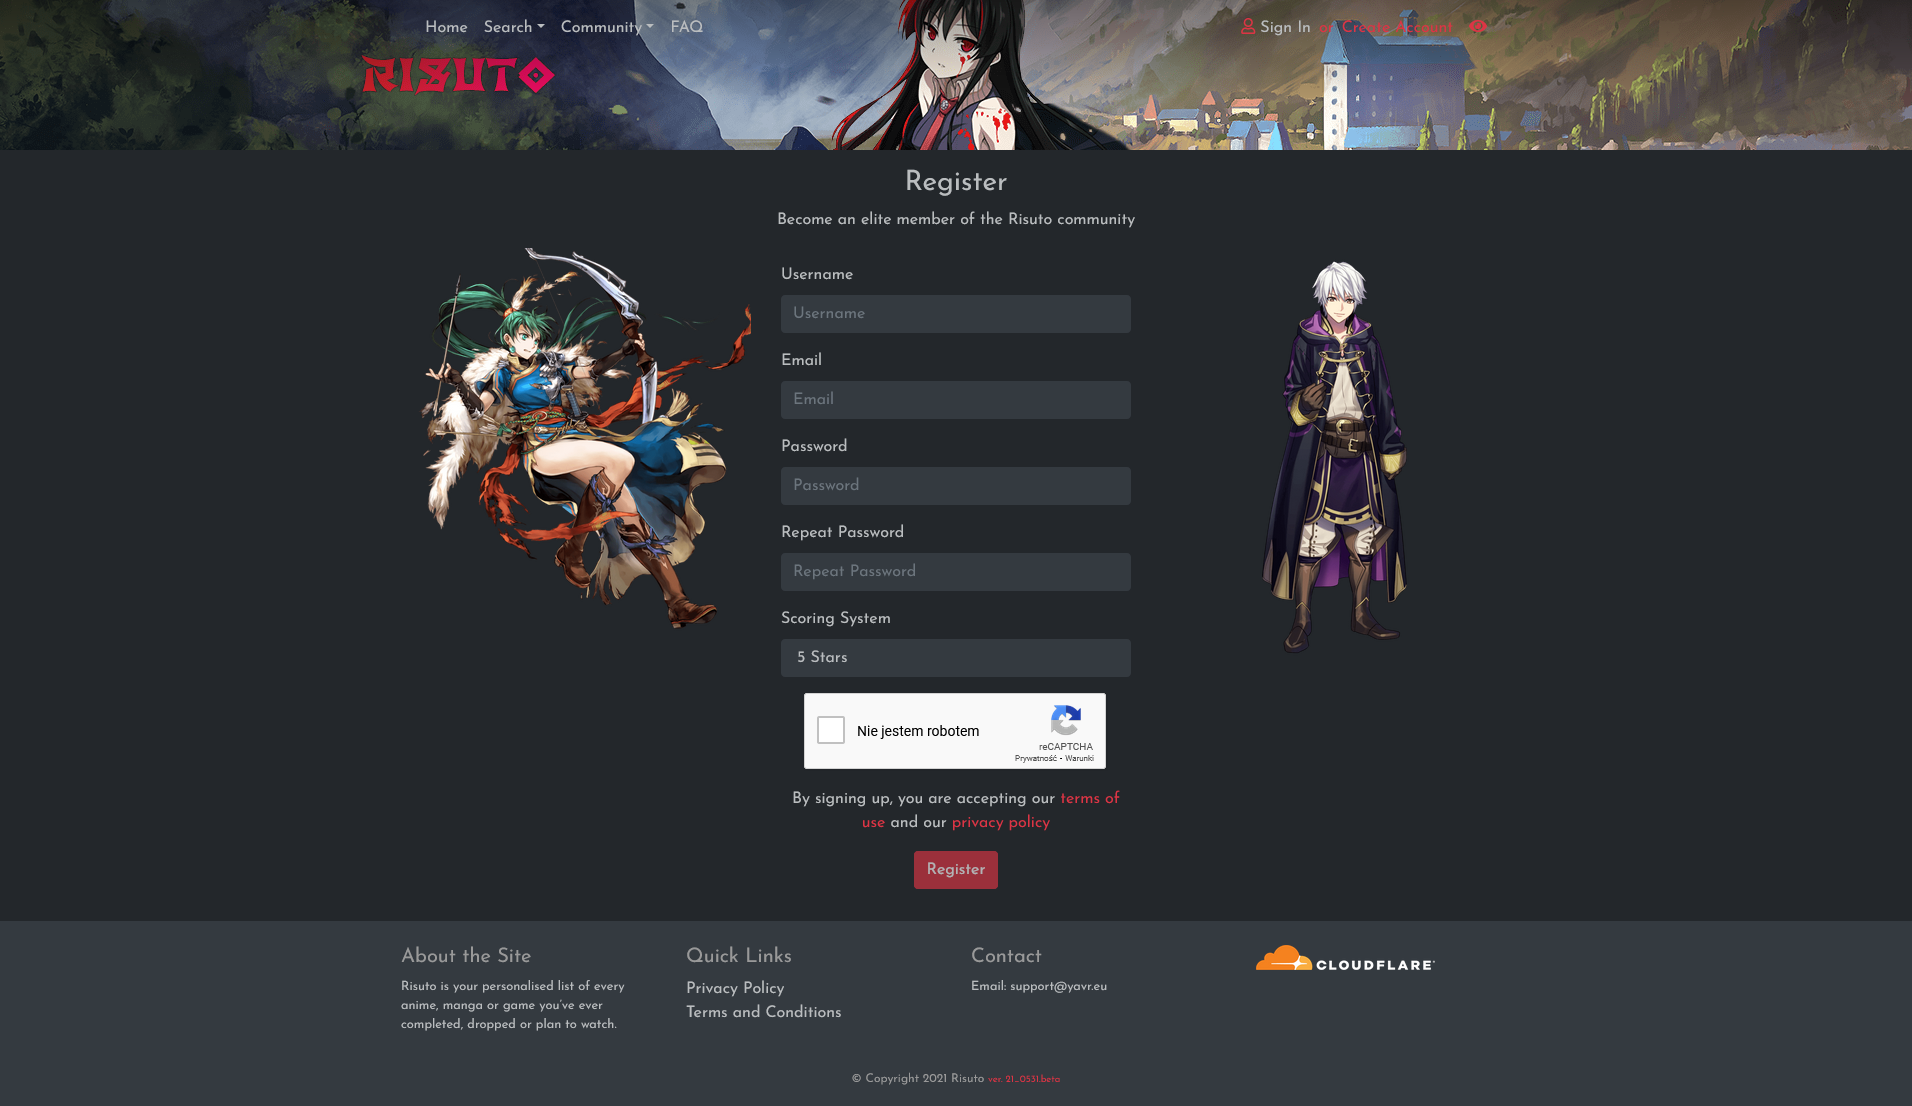 Home Search Community FAQ
Sign In or Create Account
RISUTO
Register
Become an elite member of the Risuto community
Username
Username
Email
Email
Password
Password
Repeat Password
Repeat Password
Scoring System
5 Stars
Nie jestem robotem
reCAPTCHA
Prywatność - Warunki
By signing up, you are accepting our terms of
use and our privacy policy
Register
About the Site
Risuto is your personalised list of every
anime, manga or game you've ever
completed, dropped or plan to watch.
Quick Links
Privacy Policy
Terms and Conditions
Contact
Email: support@yavr.eu
CLOUDFLARE
© Copyright 2021 Risuto ver. 21_0531.beta